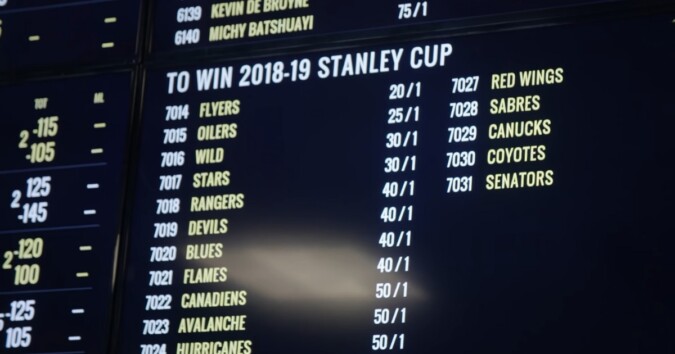 6139 KEVIN DE BRUYNE
6140 MICHY BATSHUAYI 75/1
TO WIN 2018-19 STANLEY CUP
7014 FLYERS 20/1
7015 OILERS 25/1
7016 WILD 30/1
7017 STARS 30/1
7018 RANGERS 40/1
7019 DEVILS 40/1
7020 BLUES 40/1
7021 FLAMES 40/1
7022 CANADIENS 50/1
7023 AVALANCHE 50/1
7024 HURRICANES 50/1
7027 RED WINGS
7028 SABRES
7029 CANUCKS
7030 COYOTES
7031 SENATORS
TOT ML
2 -115 –
-105 –
2 125 –
-145 –
2 -120 –
100 –
-125 –
105 –